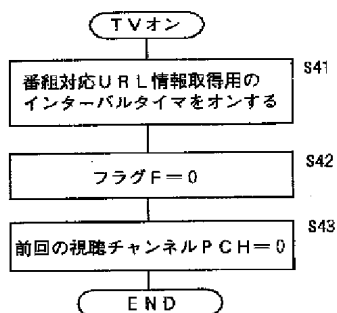 TVオン
S41
番組対応URL情報取得用の
インターバルタイマをオンする
S42
フラグF=0
S43
前回の視聴チャンネルPCH=0
END